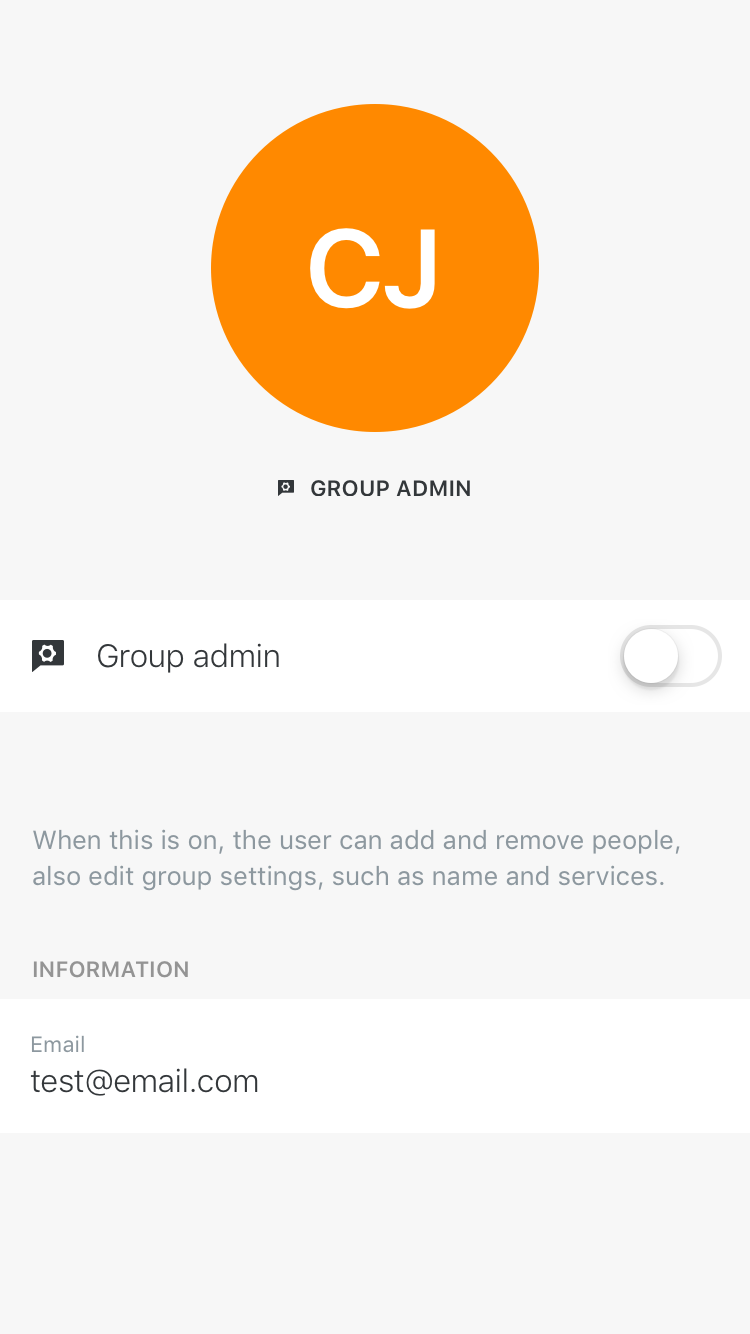 CJ
GROUP ADMIN
Group admin
When this is on, the user can add and remove people,
also edit group settings, such as name and services.
INFORMATION
Email
test@email.com